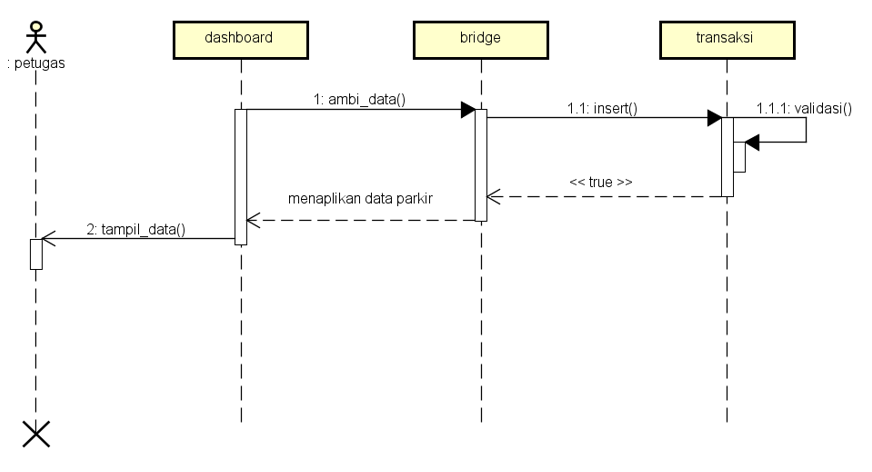 dashboard
bridge
transaksi
: petugas
1: ambi_data()
1.1: insert()
1.1.1: validasi()
<< true >>
menaplikan data parkir
2: tampil_data()